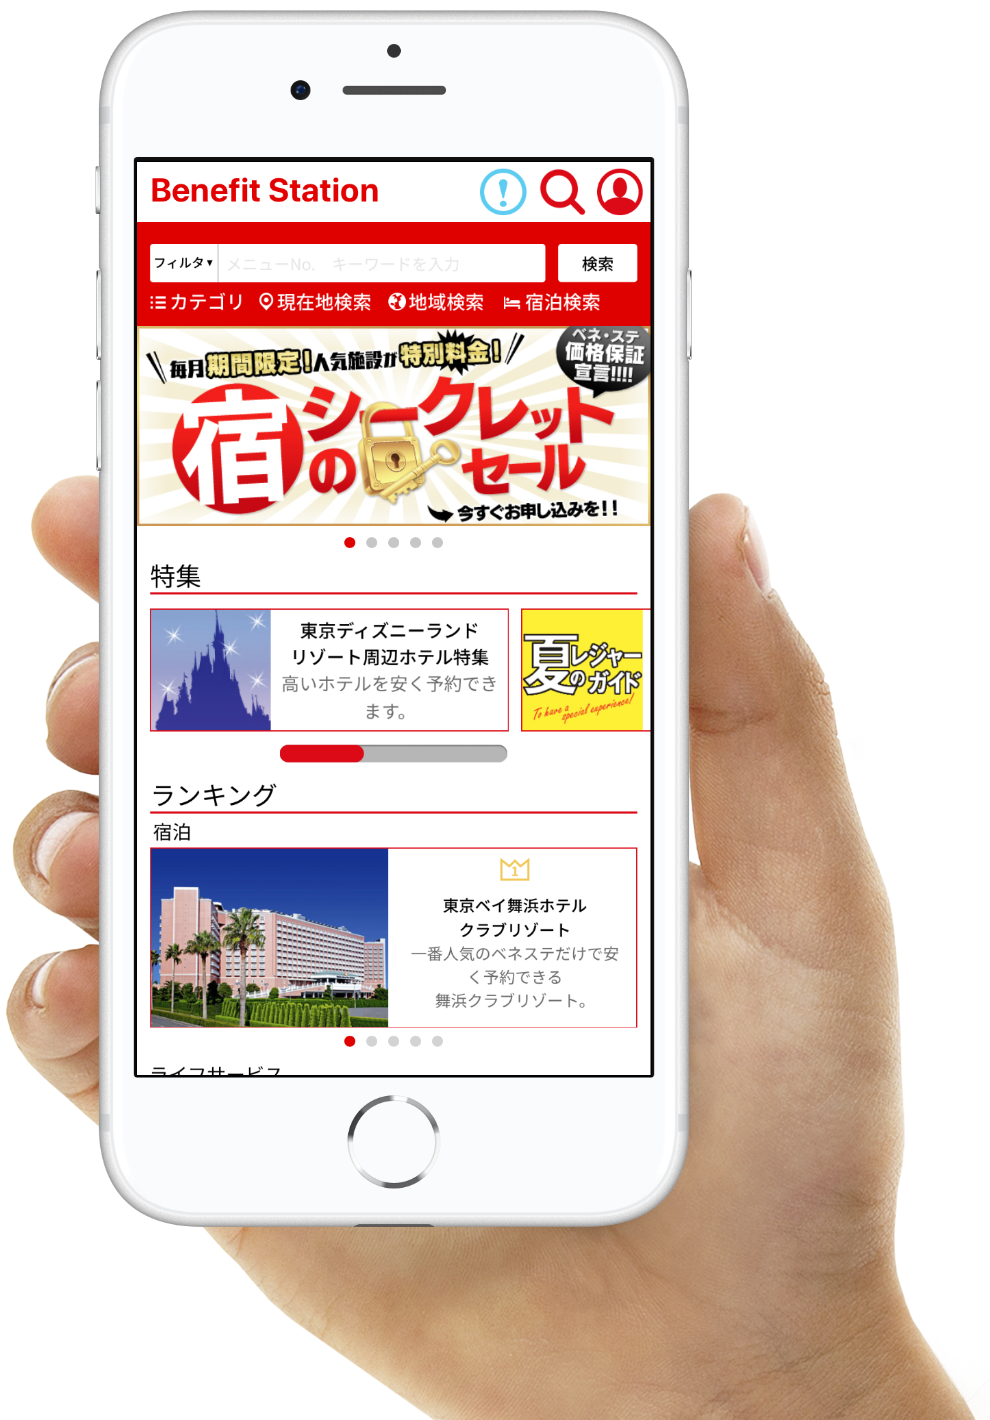 Benefit Station
フィルタ▼ メニューNo. キーワードを入力 検索
カテゴリ 現在地検索 地域検索 宿泊検索
ベネ・ステ
価格保証
宣言!!!!
毎月期間限定!人気施設が特別料金!
宿のシークレットセール
今すぐお申し込みを!!
特集
東京ディズニーランド
リゾート周辺ホテル特集
高いホテルを安く予約でき
ます。
夏レジャー
のガイド
To have a
special experience!
ランキング
宿泊
1
東京ベイ舞浜ホテル
クラブリゾート
一番人気のベネステだけで安
く予約できる
舞浜クラブリゾート。
ライフサービス